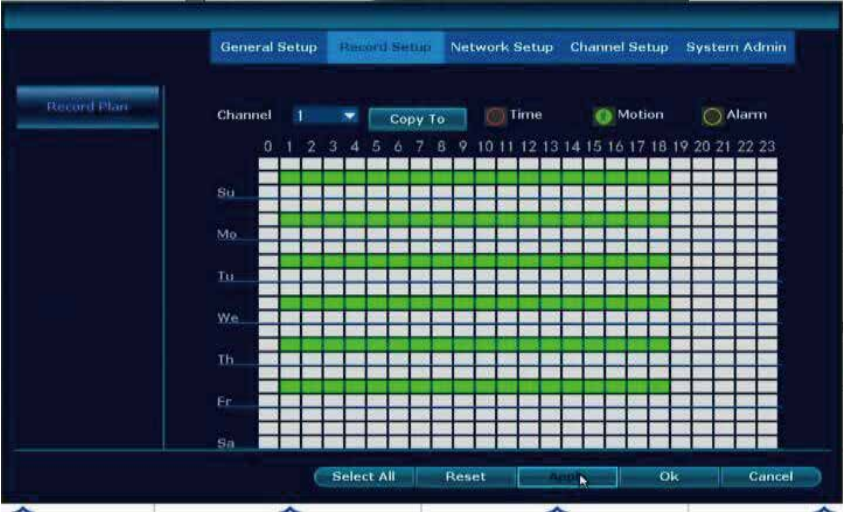 General Setup Record Setup Network Setup Channel Setup System Admin
Record Plan
Channel 1 Copy To Time Motion Alarm
0 1 2 3 4 5 6 7 8 9 10 11 12 13 14 15 16 17 18 19 20 21 22 23
Su
Mo
Tu
We
Th
Fr
Sa
Select All Reset Apply Ok Cancel